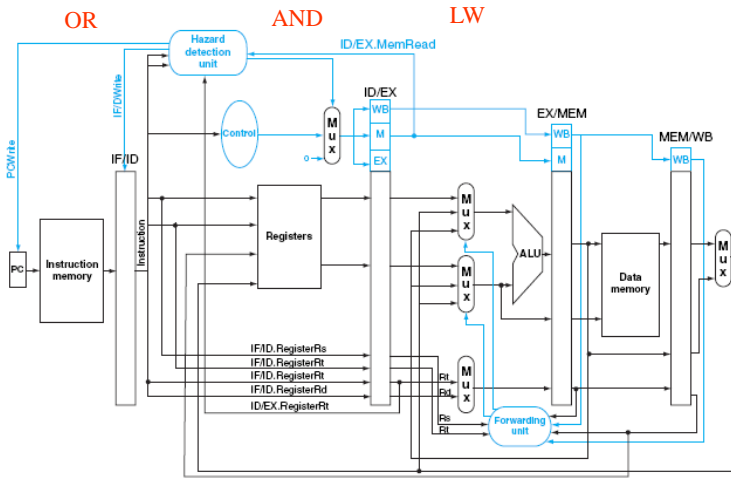 OR AND LW
Hazard
detection
unit
ID/EX.MemRead
ID/EX
EX/MEM
MEM/WB
IF/ID
PCWrite
IF/DWrite
Control
0
M
u
x
WB
M
EX
WB
M
WB
PC
Instruction
memory
Instruction
Registers
M
u
x
M
u
x
ALU
Data
memory
M
u
x
IF/ID.RegisterRs
IF/ID.RegisterRt
IF/ID.RegisterRt
IF/ID.RegisterRd
ID/EX.RegisterRt
Rt
Rd
M
u
x
Rs
Rt
Forwarding
unit